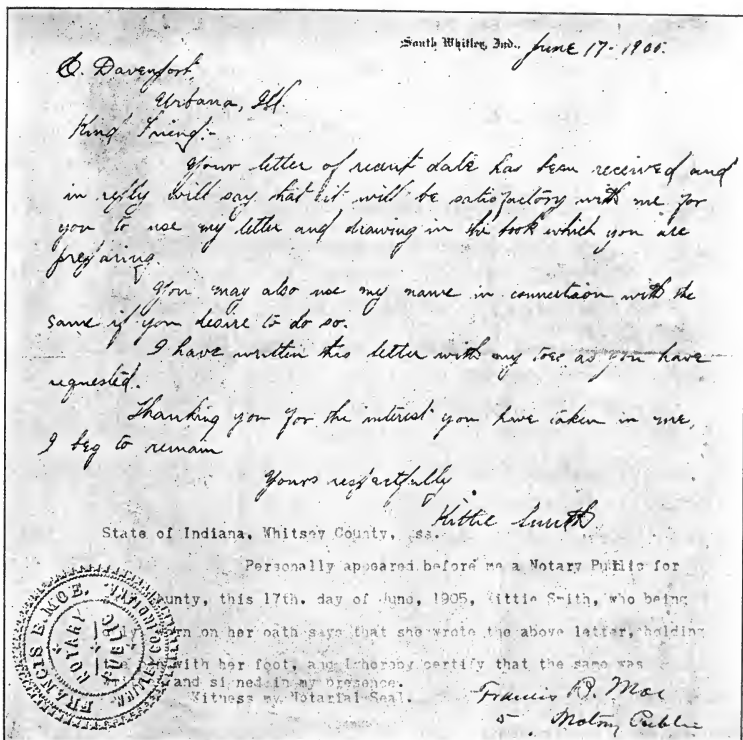 South Whitley, Ind., June 17- 1905.
E. Davenport,
Urbana, Ill.
Kind Friend:-
Your letter of recent date has been received and
in reply will say that it will be satisfactory with me for
you to use my letter and drawing in the book which you are
preparing.
You may also use my name in connection with the
same if you desire to do so.
I have written this letter with my toes as you have
requested.
Thanking you for the interest you have taken in me,
I beg to remain
Yours respectfully
Kittie Smith
State of Indiana, Whitsey County, ss.
Personally appeared before me a Notary Public for
County, this 17th. day of June, 1905, Kittie Smith, who being
on her oath says that she wrote the above letter, holding
with her foot, and I hereby certify that the same was
and signed in my presence.
Witness my Notarial Seal.
Francis E. Moe
Notary Public
FRANCIS E. MOE.
NOTARY PUBLIC